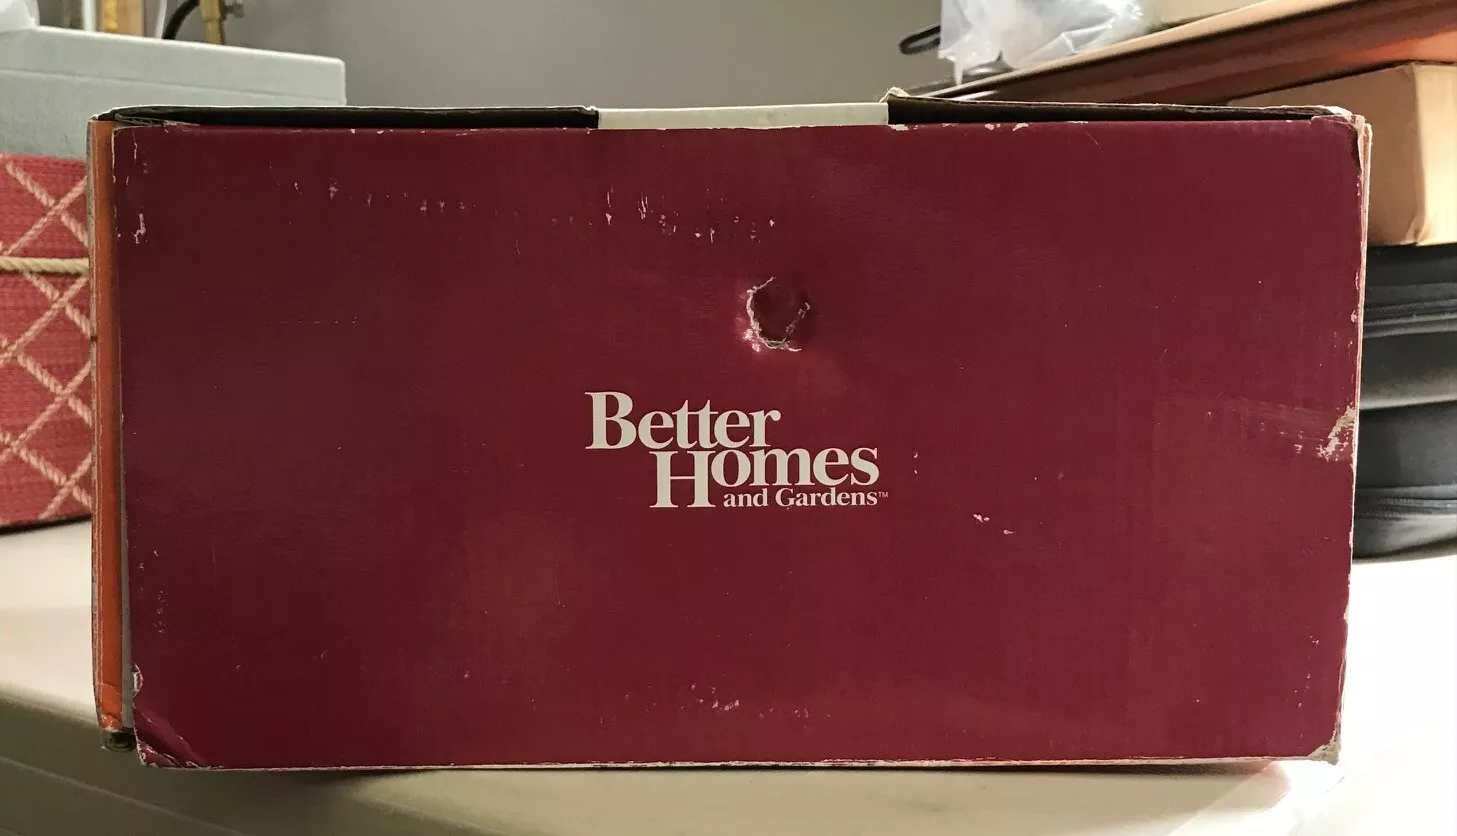 Better
Homes
and Gardens™